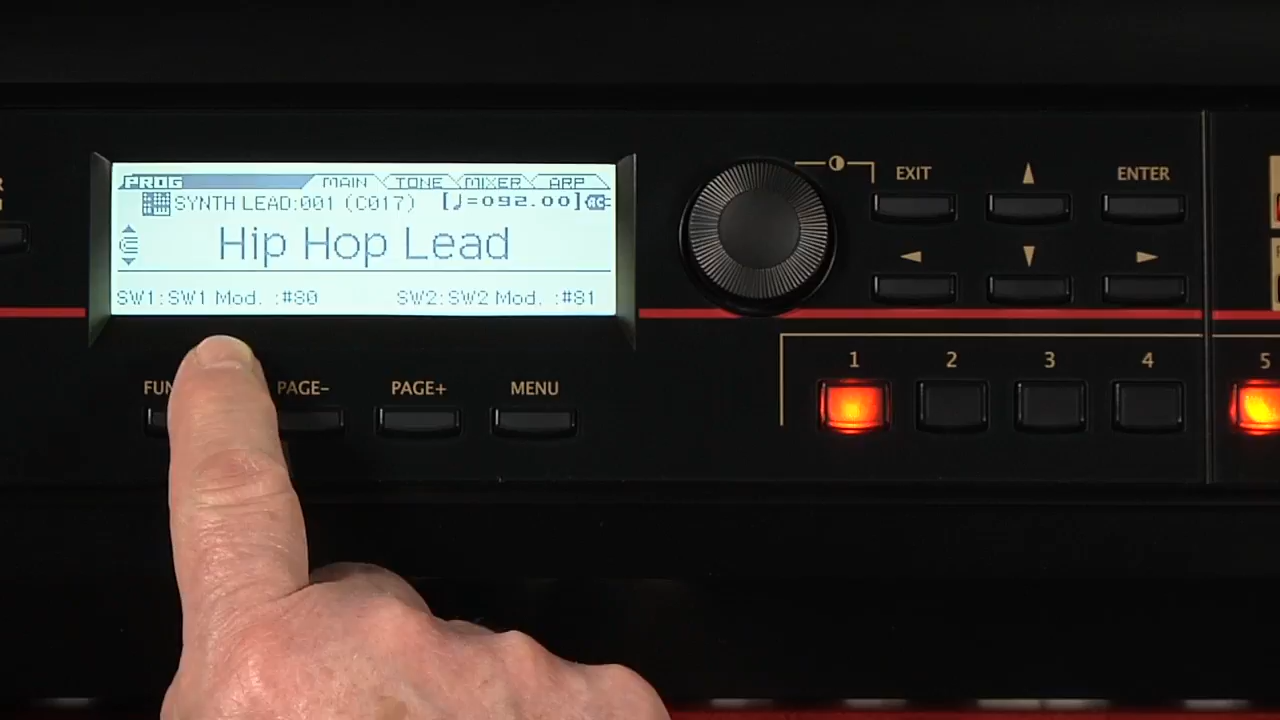 PROG MAIN TONE MIXER ARP
SYNTH LEAD:001 (C017) [♩=092.00]
Hip Hop Lead
SW1:SW1 Mod. :#80 SW2:SW2 Mod. :#81
PAGE- PAGE+ MENU
EXIT ENTER
1 2 3 4 5